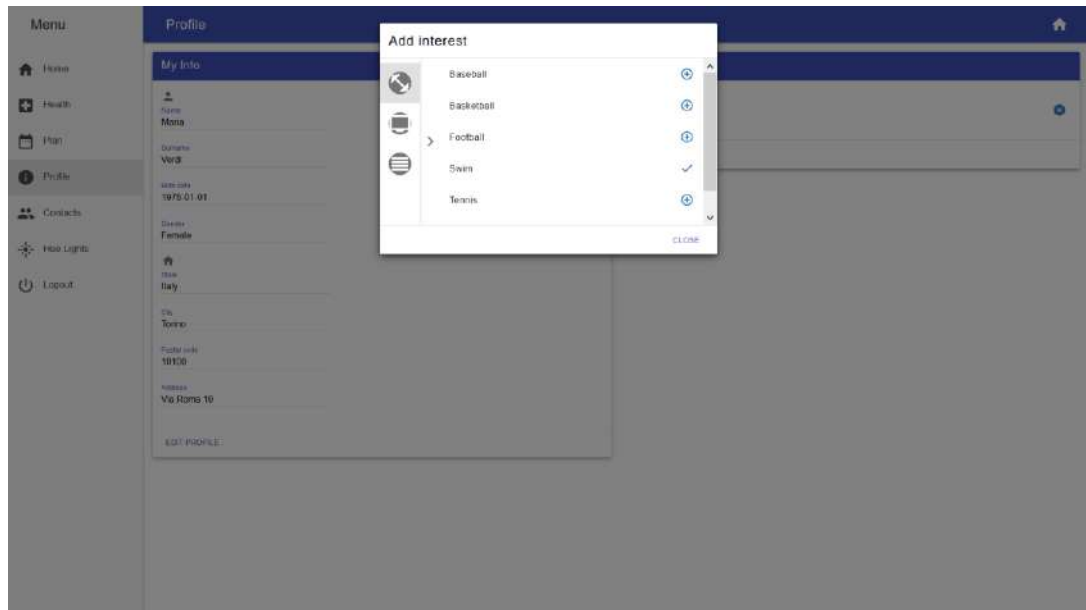 Menu
Profile
Home
Health
Plan
Profile
Contacts
Hue Lights
Logout
My Info
Name
Maria
Surname
Verdi
Birth date
1975-01-01
Gender
Female
State
Italy
City
Torino
Postal code
10100
Address
Via Roma 10
EDIT PROFILE
Add interest
Baseball
Basketball
Football
Swim
Tennis
CLOSE